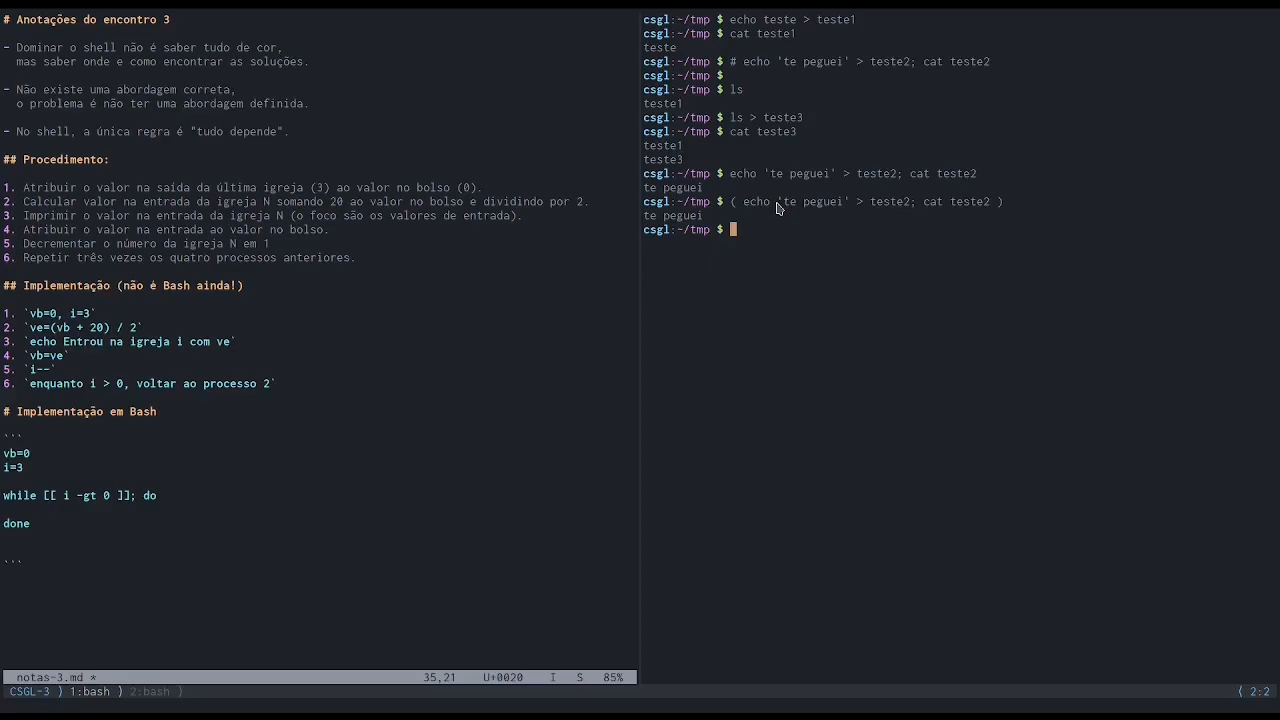 # Anotações do encontro 3
- Dominar o shell não é saber tudo de cor,
mas saber onde e como encontrar as soluções.
- Não existe uma abordagem correta,
o problema é não ter uma abordagem definida.
- No shell, a única regra é "tudo depende".
## Procedimento:
1. Atribuir o valor na saída da última igreja (3) ao valor no bolso (0).
2. Calcular valor na entrada da igreja N somando 20 ao valor no bolso e dividindo por 2.
3. Imprimir o valor na entrada da igreja N (o foco são os valores de entrada).
4. Atribuir valor na entrada ao valor no bolso.
5. Decrementar o número da igreja N em 1
6. Repetir três vezes os quatro processos anteriores.
## Implementação (não é Bash ainda!)
1. `vb=0, i=3`
2. `ve=(vb + 20) / 2`
3. `echo Entrou na igreja i com ve`
4. `vb=ve`
5. `i--`
6. `enquanto i > 0, voltar ao processo 2`
# Implementação em Bash
```
vb=0
i=3
while [[ i -gt 0 ]]; do
done
```
notas-3.md * 35,21 U+0020 I S 85%
csgl:~/tmp $ echo teste > teste1
csgl:~/tmp $ cat teste1
teste
csgl:~/tmp $ # echo 'te peguei' > teste2; cat teste2
csgl:~/tmp $
csgl:~/tmp $ ls
teste1
csgl:~/tmp $ ls > teste3
csgl:~/tmp $ cat teste3
teste1
teste3
csgl:~/tmp $ echo 'te peguei' > teste2; cat teste2
te peguei
csgl:~/tmp $ ( echo 'te peguei' > teste2; cat teste2 )
te peguei
csgl:~/tmp $
CSGL-3 ⟩ 1:bash ⟩ 2:bash ⟩ ⟨ 2:2